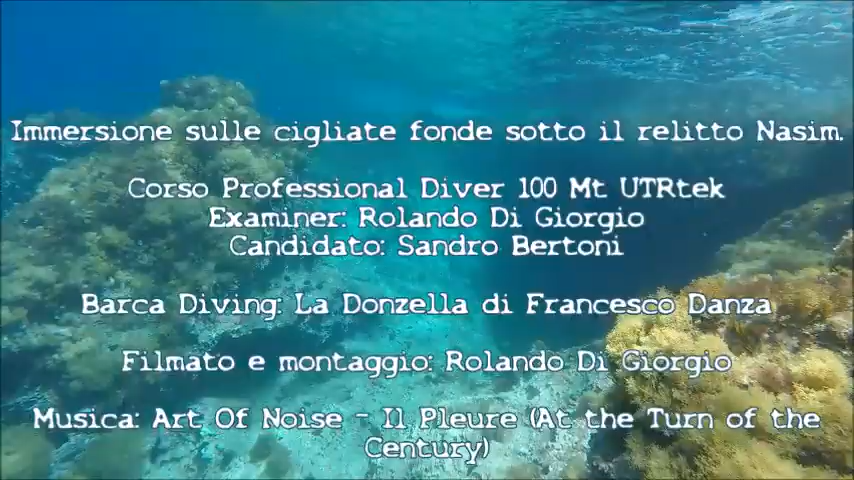 Immersione sulle cigliate fonde sotto il relitto Nasim.
Corso Professional Diver 100 Mt UTRtek
Examiner: Rolando Di Giorgio
Candidato: Sandro Bertoni
Barca Diving: La Donzella di Francesco Danza
Filmato e montaggio: Rolando Di Giorgio
Musica: Art Of Noise - Il Pleure (At the Turn of the
Century)